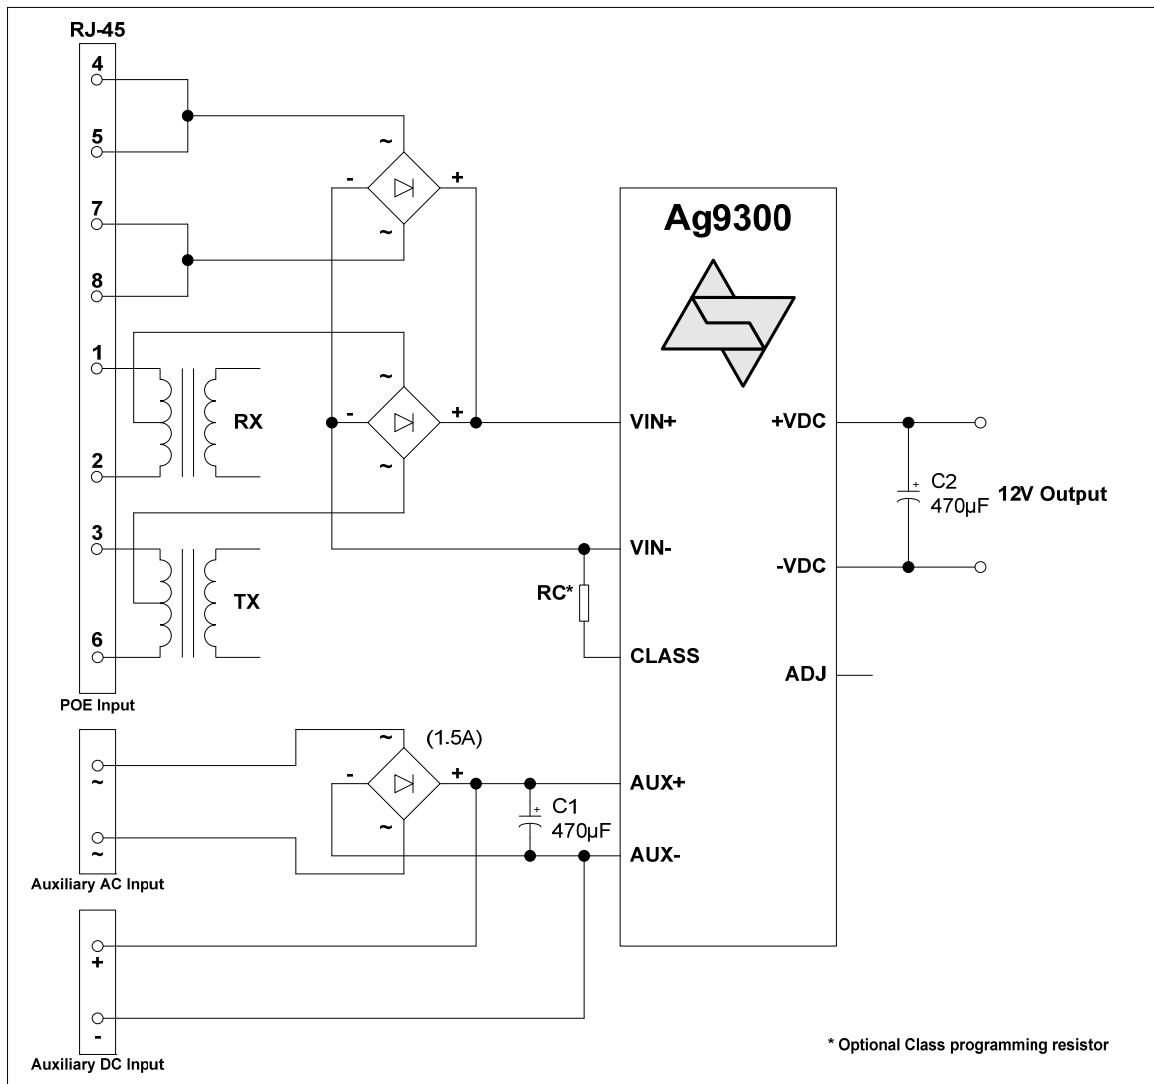 RJ-45
4
5
7
8
1
2
3
6
RX
TX
POE Input
~
~
-
+
~
~
-
+
Ag9300
VIN+
VIN-
RC*
CLASS
AUX+
AUX-
+VDC
-VDC
ADJ
C2
470µF
12V Output
~
~
Auxiliary AC Input
~
~
-
+
(1.5A)
C1
470µF
+
-
Auxiliary DC Input
* Optional Class programming resistor